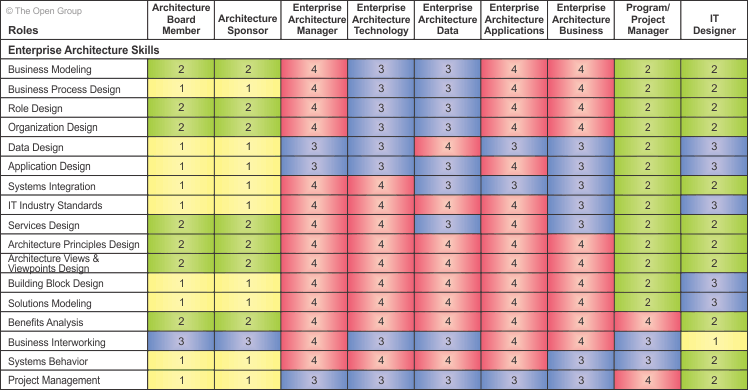 © The Open Group
Roles Architecture Board Member Architecture Sponsor Enterprise Architecture Manager Enterprise Architecture Technology Enterprise Architecture Data Enterprise Architecture Applications Enterprise Architecture Business Program/ Project Manager IT Designer
Enterprise Architecture Skills
Business Modeling 2 2 4 3 3 4 4 2 2
Business Process Design 1 1 4 3 3 4 4 2 2
Role Design 2 2 4 3 3 4 4 2 2
Organization Design 2 2 4 3 3 4 4 2 2
Data Design 1 1 3 3 4 3 3 2 3
Application Design 1 1 3 3 3 4 3 2 3
Systems Integration 1 1 4 4 3 3 3 2 2
IT Industry Standards 1 1 4 4 4 4 3 2 3
Services Design 2 2 4 4 3 4 3 2 2
Architecture Principles Design 2 2 4 4 4 4 4 2 2
Architecture Views &
Viewpoints Design 2 2 4 4 4 4 4 2 2
Building Block Design 1 1 4 4 4 4 4 2 3
Solutions Modeling 1 1 4 4 4 4 4 2 3
Benefits Analysis 2 2 4 4 4 4 4 4 2
Business Interworking 3 3 4 3 3 4 4 3 1
Systems Behavior 1 1 4 4 4 4 3 3 2
Project Management 1 1 3 3 3 3 3 4 2